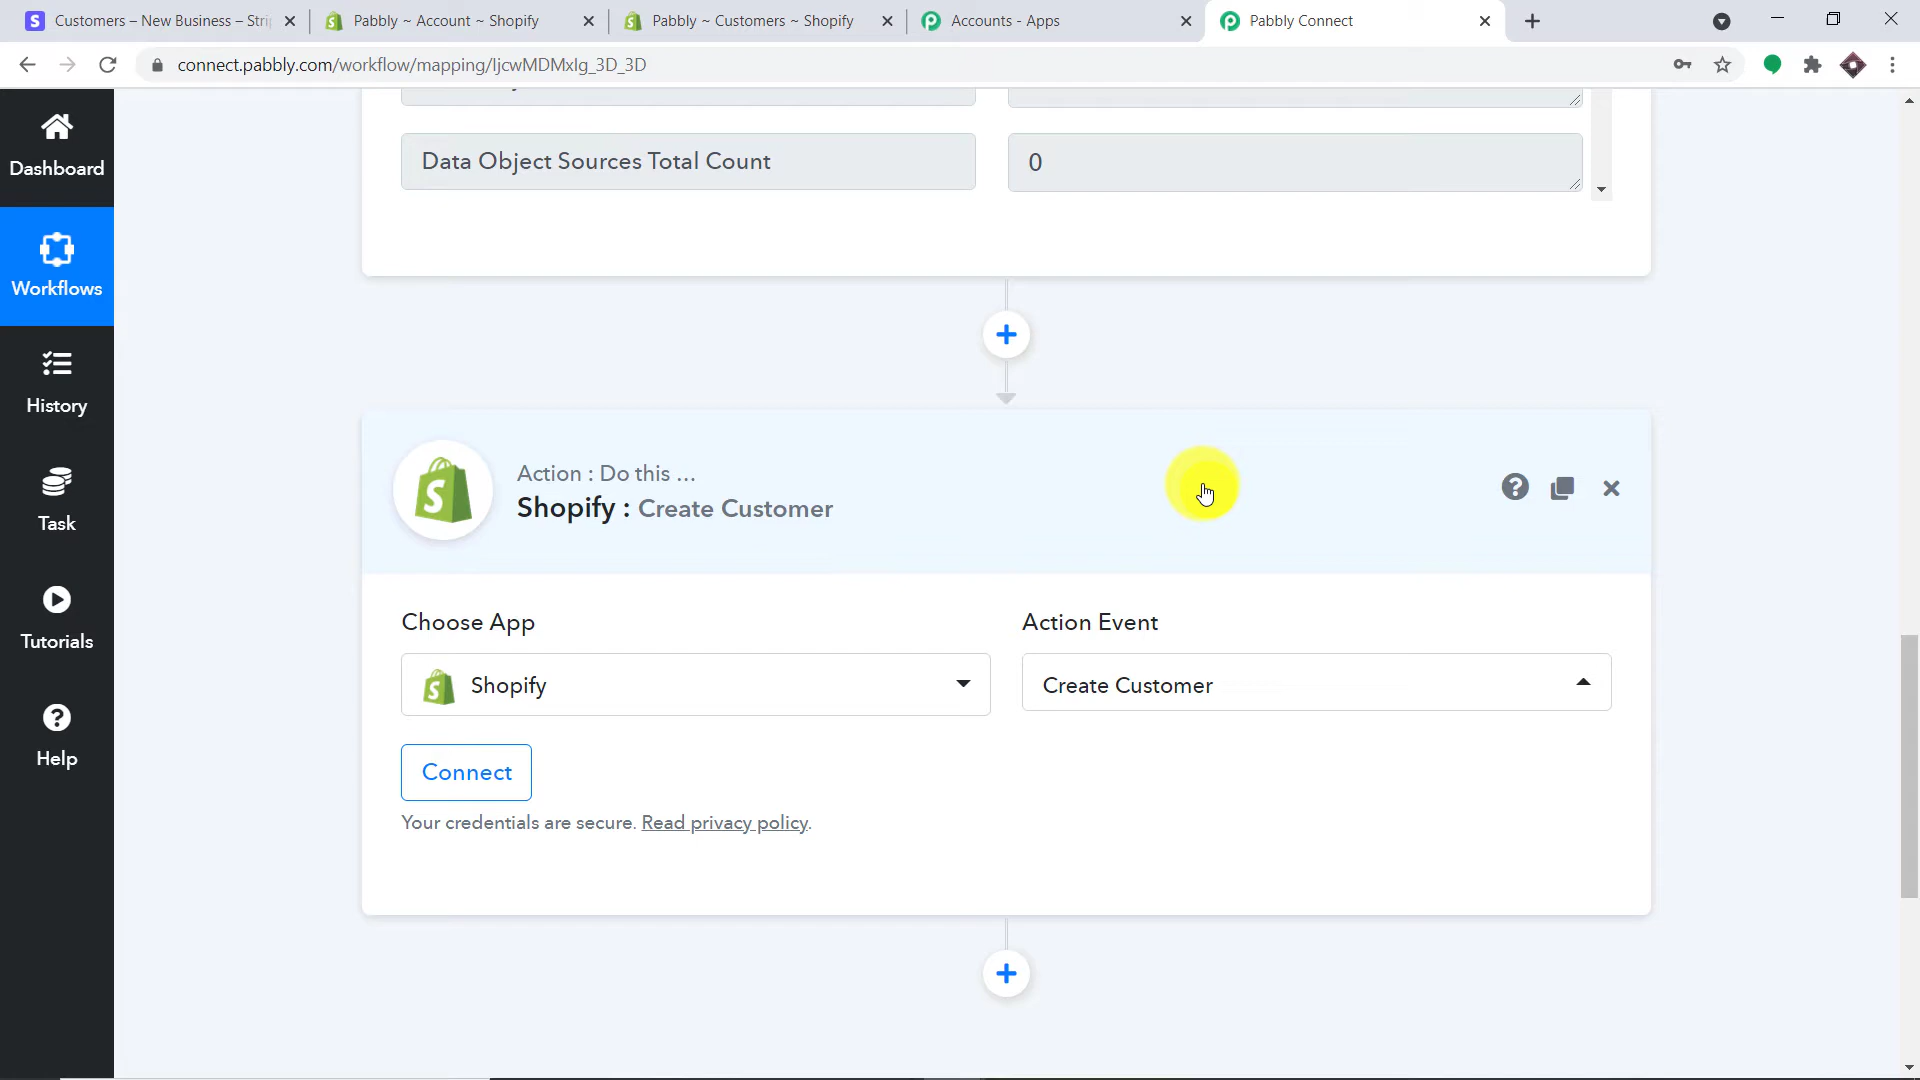 Customers – New Business – Stri
Pabbly ~ Account ~ Shopify
Pabbly ~ Customers ~ Shopify
Accounts - Apps
Pabbly Connect
connect.pabbly.com/workflow/mapping/IjcwMDMxIg_3D_3D
Dashboard
Workflows
History
Task
Tutorials
Help
Data Object Sources Total Count
0
Action : Do this ...
Shopify : Create Customer
Choose App
Action Event
Shopify
Create Customer
Connect
Your credentials are secure. Read privacy policy.